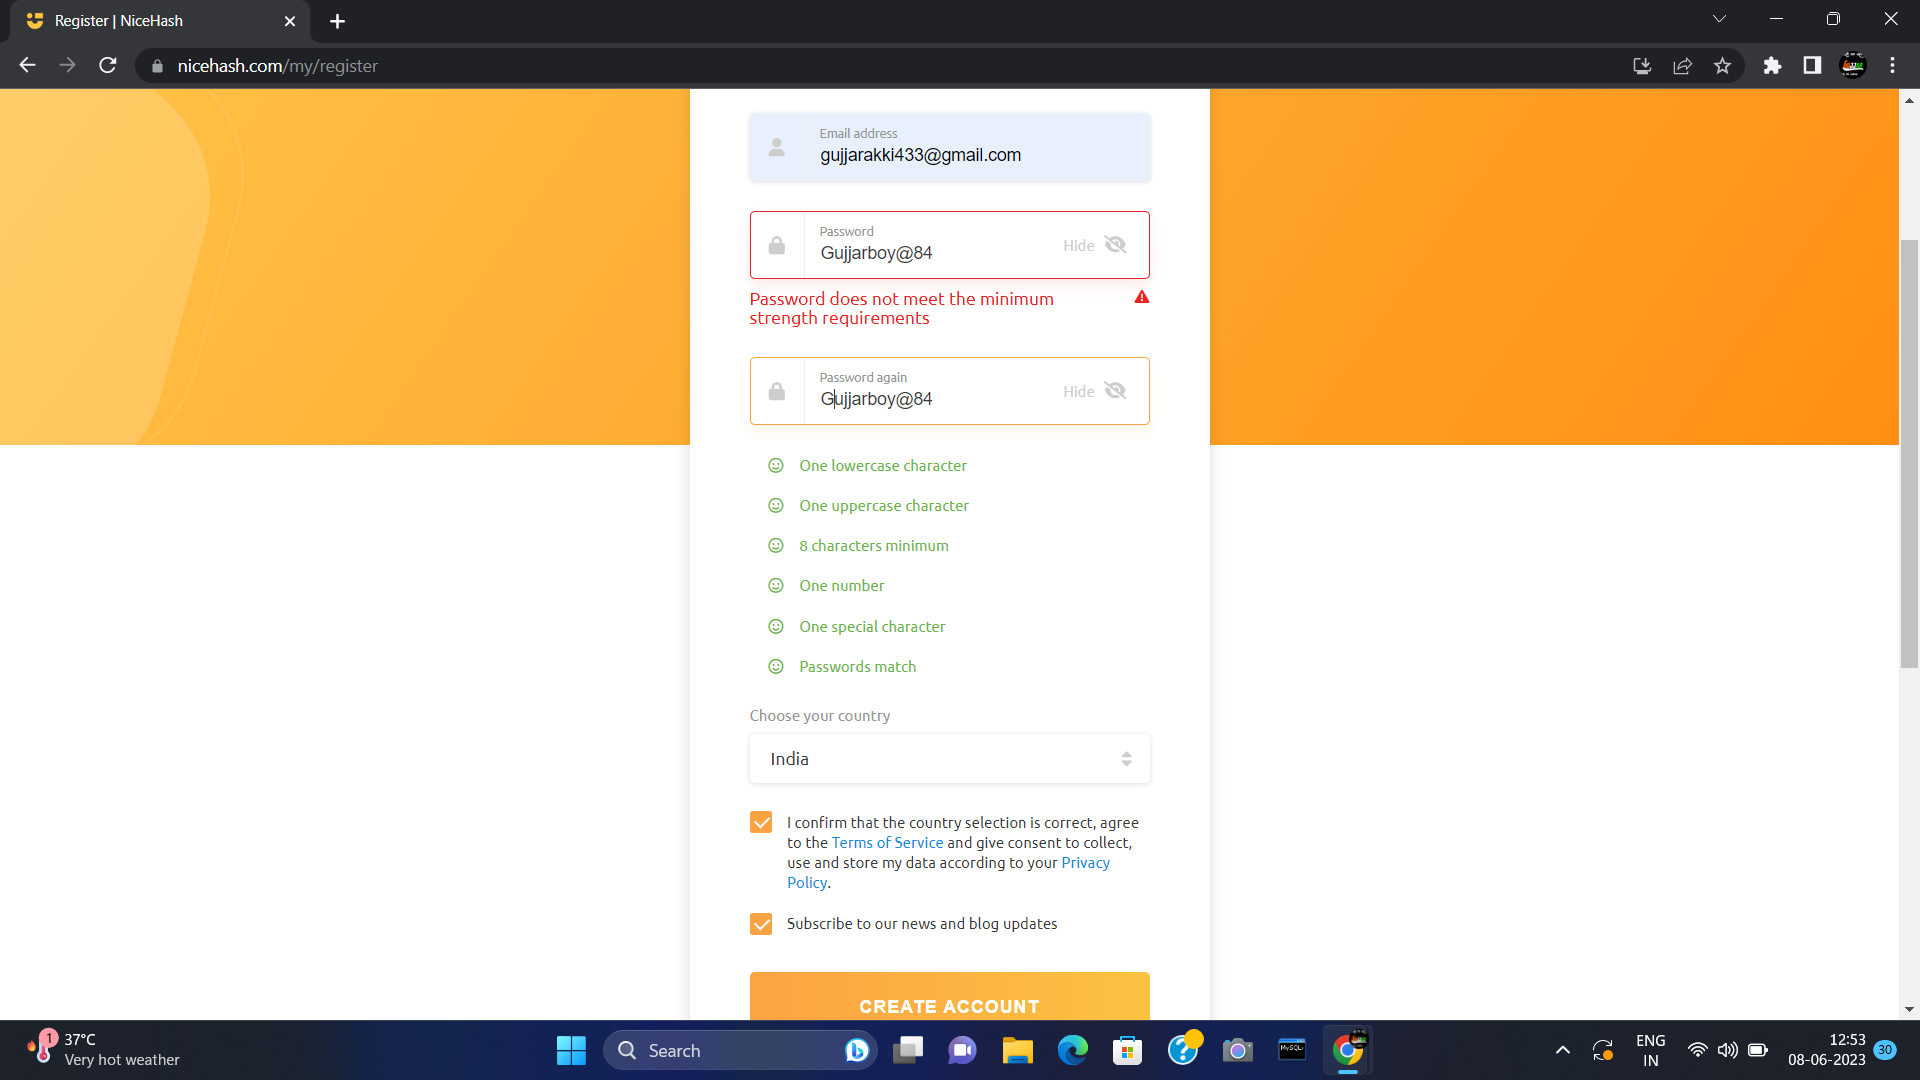 Register | NiceHash
nicehash.com/my/register
Email address
gujjarakki433@gmail.com
Password
Gujjarboy@84
Hide
Password does not meet the minimum
strength requirements
Password again
Gujjarboy@84
Hide
One lowercase character
One uppercase character
8 characters minimum
One number
One special character
Passwords match
Choose your country
India
I confirm that the country selection is correct, agree
to the Terms of Service and give consent to collect,
use and store my data according to your Privacy
Policy.
Subscribe to our news and blog updates
CREATE ACCOUNT
1
37°C
Very hot weather
Search
MySQL
ENG
IN
12:53
08-06-2023
30